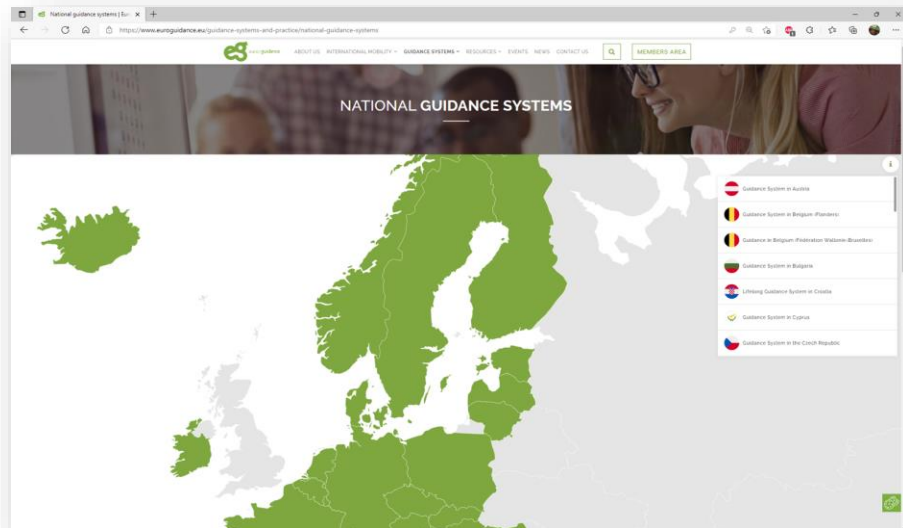 National guidance systems | Eur
https://www.euroguidance.eu/guidance-systems-and-practice/national-guidance-systems
euro guidance
ABOUT US INTERNATIONAL MOBILITY GUIDANCE SYSTEMS RESOURCES EVENTS NEWS CONTACT US
MEMBERS AREA
NATIONAL GUIDANCE SYSTEMS
i
Guidance System in Austria
Guidance System in Belgium (Flanders)
Guidance in Belgium (Fédération Wallonie-Bruxelles)
Guidance System in Bulgaria
Lifelong Guidance System in Croatia
Guidance System in Cyprus
Guidance System in the Czech Republic